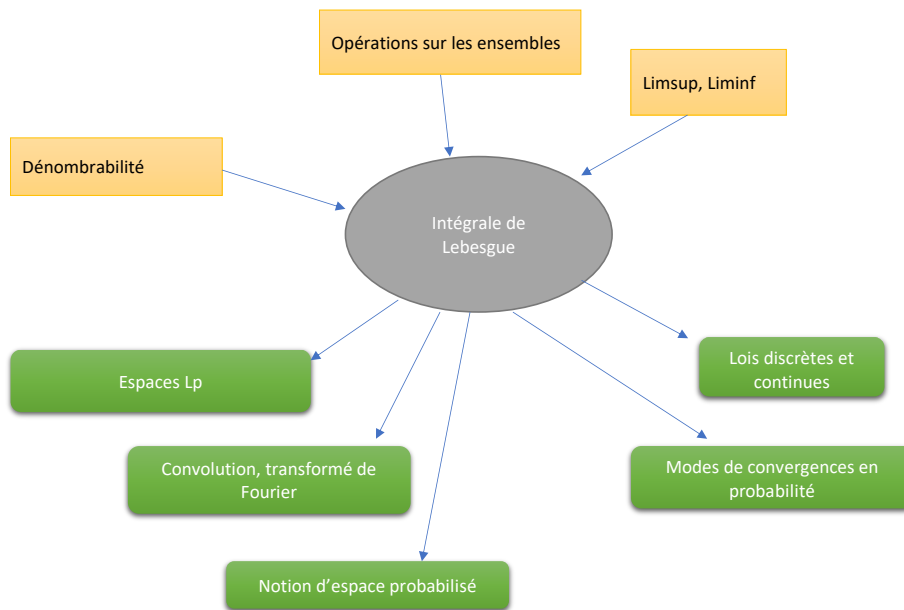 Opérations sur les ensembles
Limsup, Liminf
Dénombrabilité
Intégrale de
Lebesgue
Espaces Lp
Lois discrètes et
continues
Convolution, transformé de
Fourier
Modes de convergences en
probabilité
Notion d’espace probabilisé